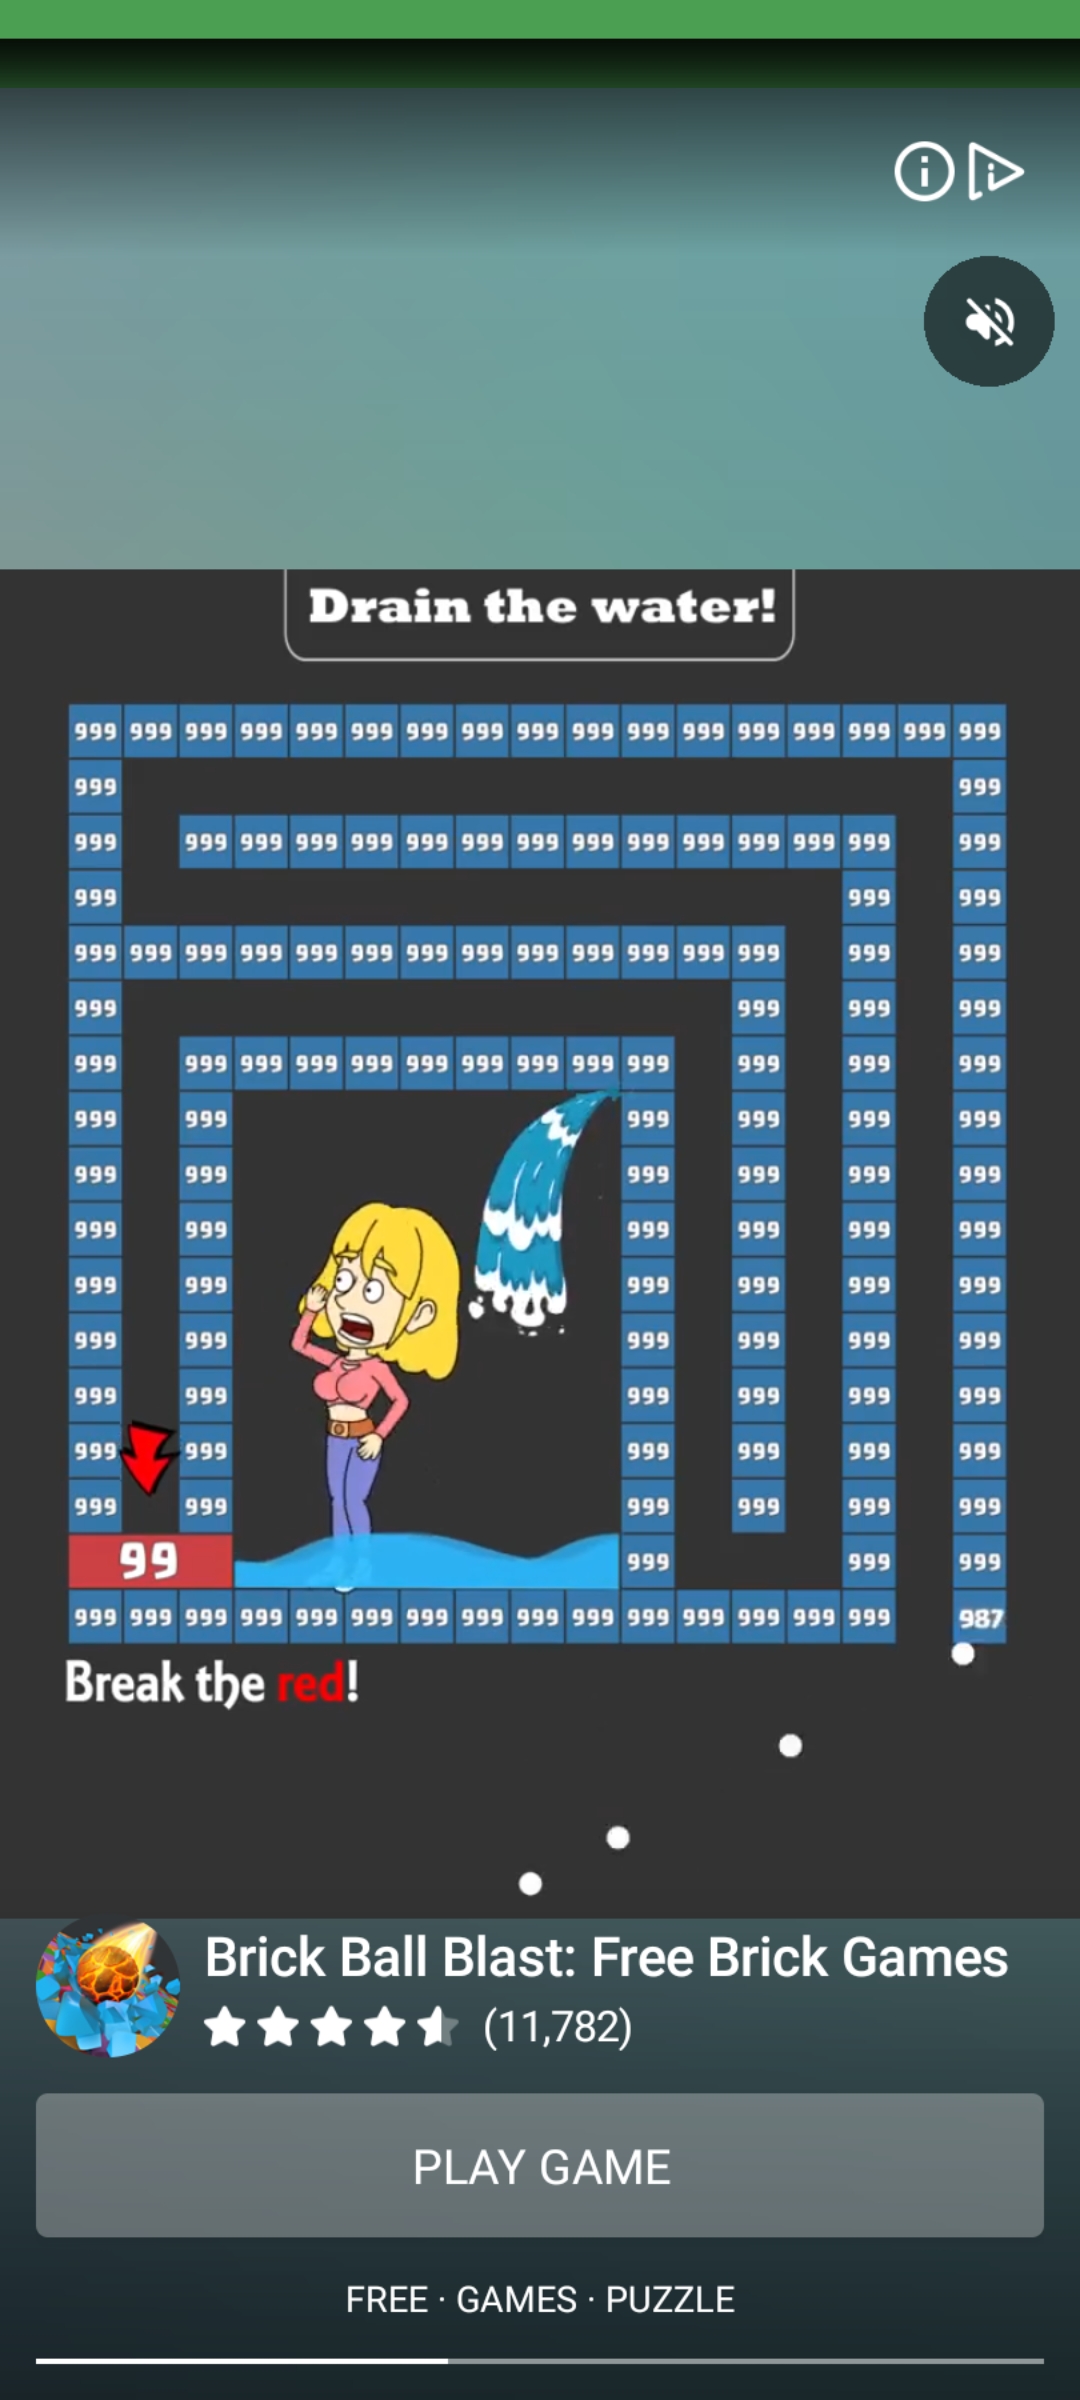 Drain the water!
999 999 999 999 999 999 999 999 999 999 999 999 999 999 999 999 999
999 999
999 999 999 999 999 999 999 999 999 999 999 999 999 999 999
999 999 999
999 999 999 999 999 999 999 999 999 999 999 999 999 999 999
999 999 999 999
999 999 999 999 999 999 999 999 999 999 999 999 999
999 999 999 999 999 999
999 999 999 999 999 999
999 999 999 999 999 999
999 999 999 999 999 999
999 999 999 999 999 999
999 999 999 999 999 999
999 999 999 999 999 999
999 999 999 999 999 999
99 999 999 999
999 999 999 999 999 999 999 999 999 999 999 999 999 999 999 987
Break the red!
Brick Ball Blast: Free Brick Games
(11,782)
PLAY GAME
FREE · GAMES · PUZZLE